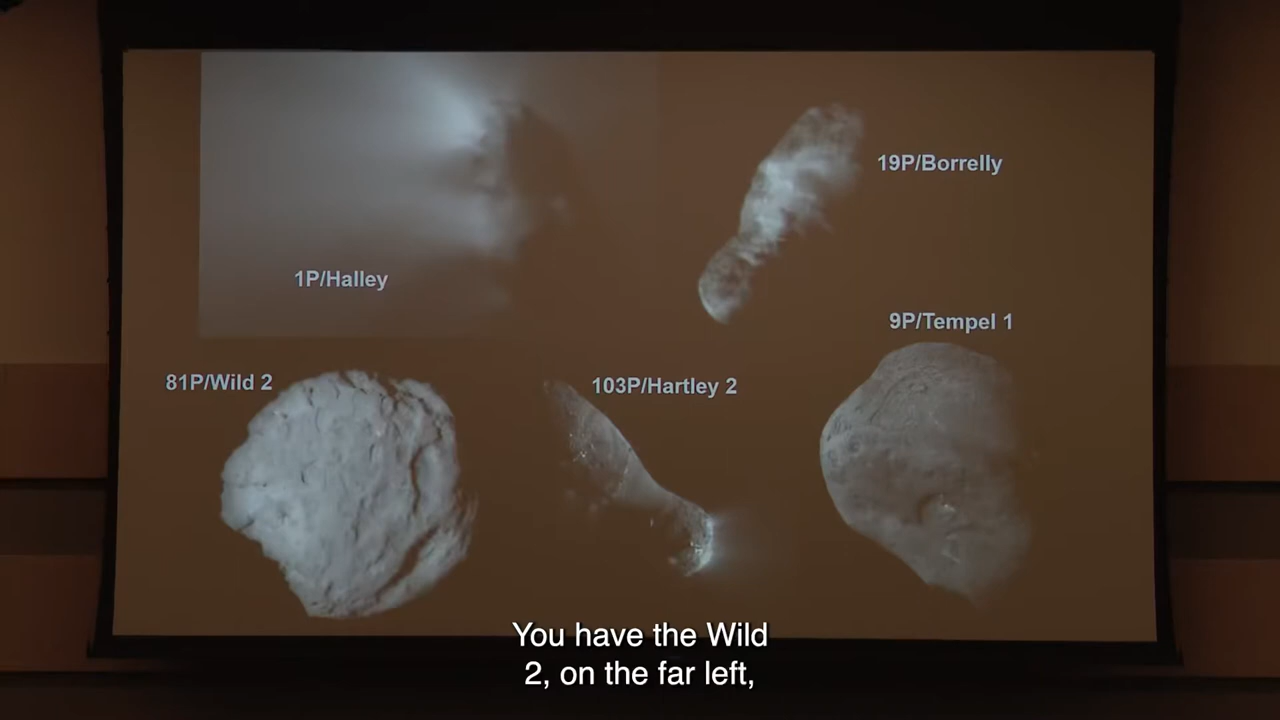 19P/Borrelly
1P/Halley
9P/Tempel 1
81P/Wild 2
103P/Hartley 2
You have the Wild
2, on the far left,